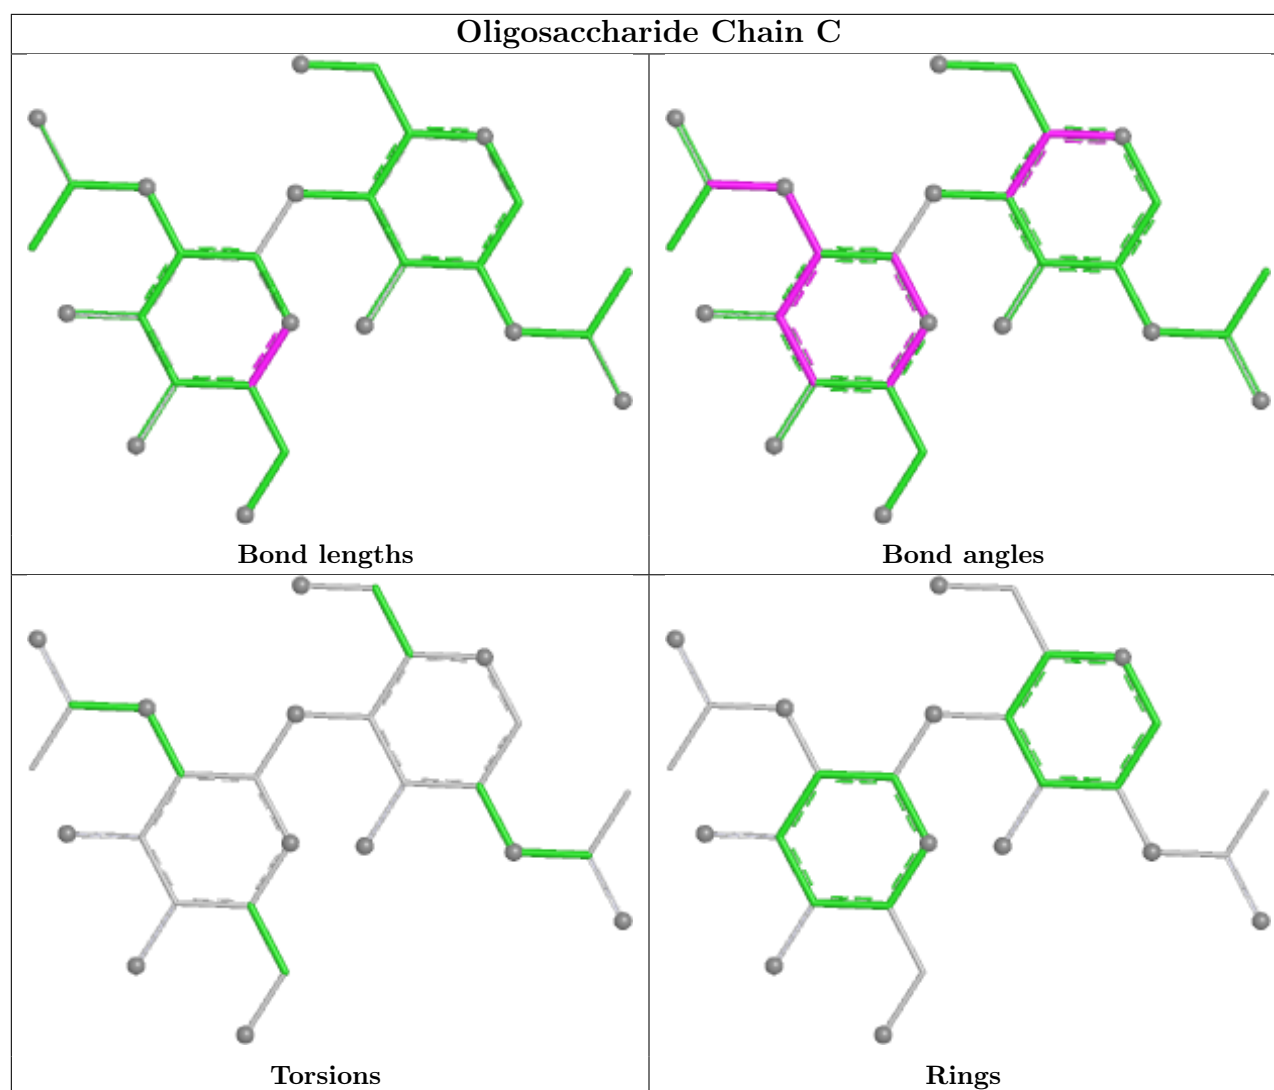 Oligosaccharide Chain C
Bond lengths
Bond angles
Torsions
Rings